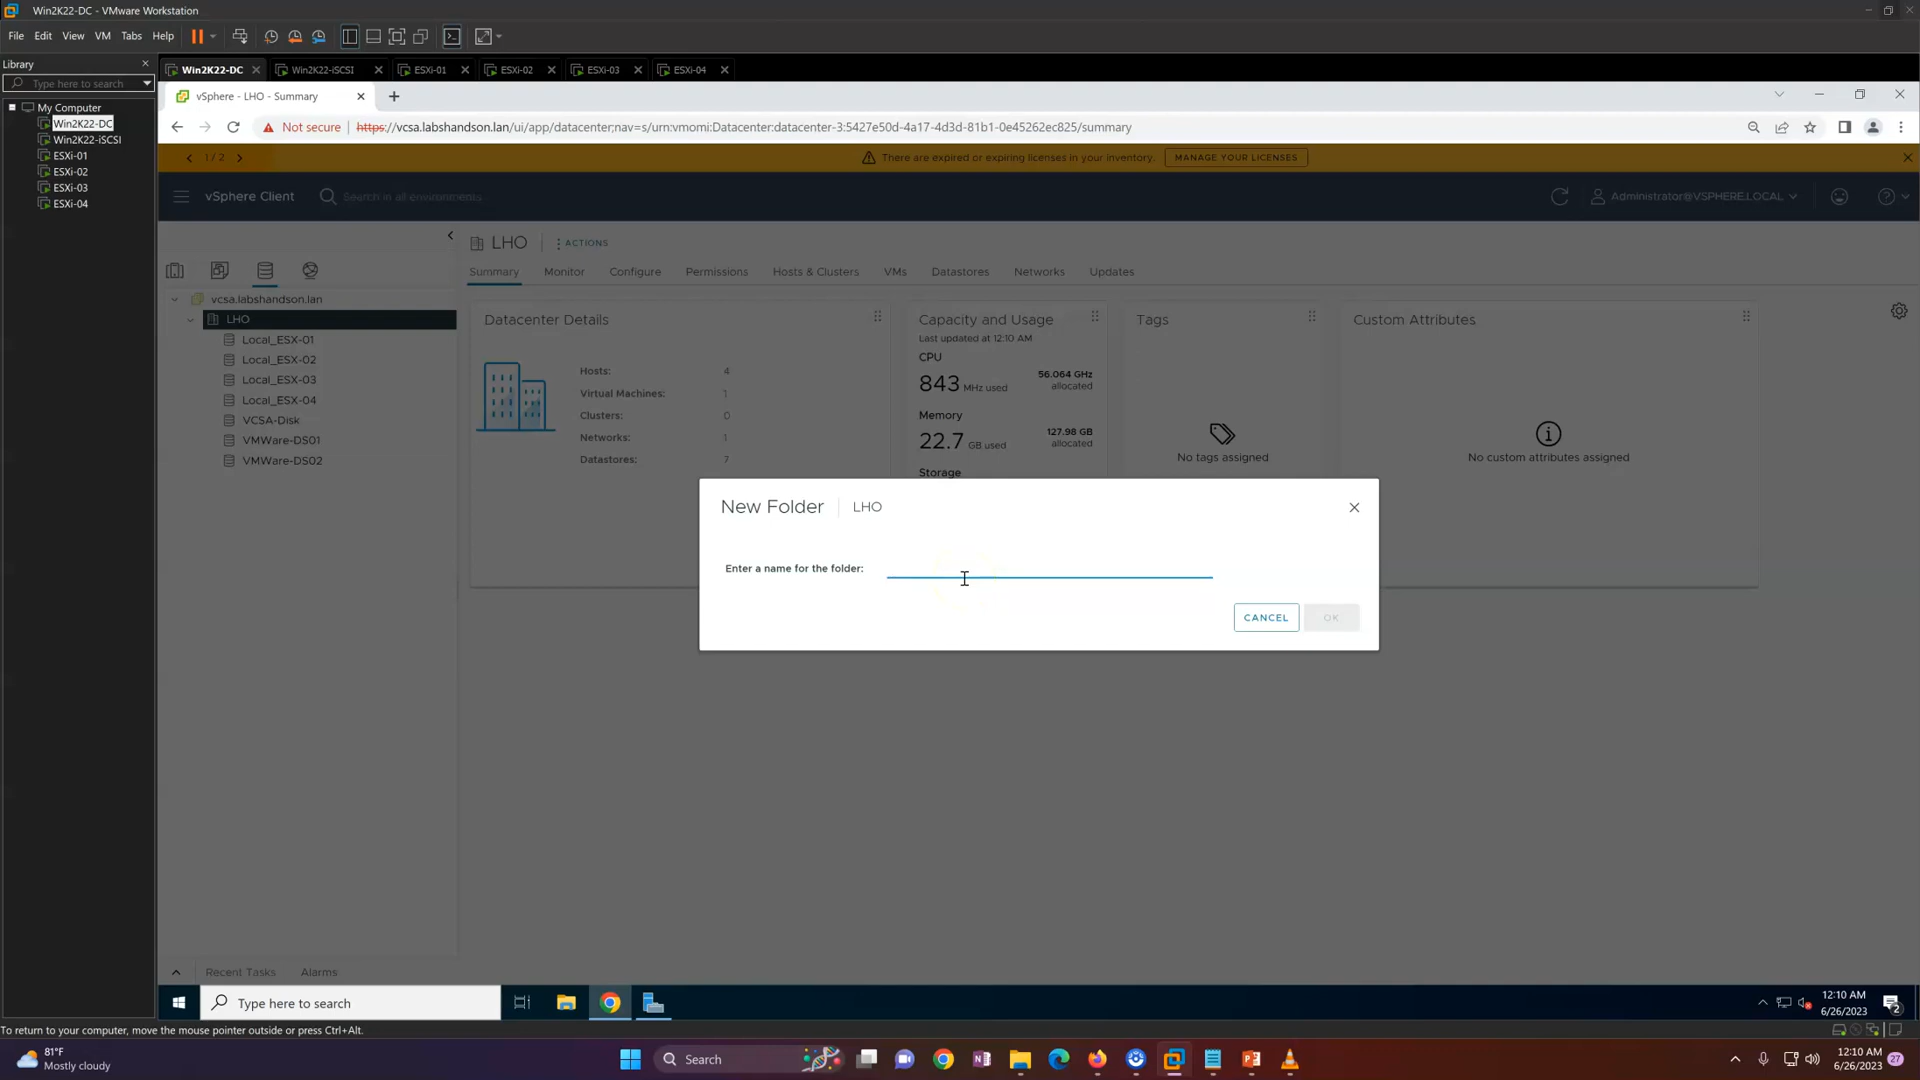 Win2K22-DC - VMware Workstation
File Edit View VM Tabs Help
Library
Type here to search
My Computer
Win2K22-DC
Win2K22-iSCSI
ESXi-01
ESXi-02
ESXi-03
ESXi-04
Win2K22-DC Win2K22-iSCSI ESXi-01 ESXi-02 ESXi-03 ESXi-04
vSphere - LHO - Summary
Not secure https://vcsa.labshandson.lan/ui/app/datacenter;nav=s/urn:vmomi:Datacenter:datacenter-3:5427e50d-4a17-4d3d-81b1-0e45262ec825/summary
1 / 2 There are expired or expiring licenses in your inventory. MANAGE YOUR LICENSES
vSphere Client Search in all environments Administrator@VSPHERE.LOCAL
LHO ACTIONS
Summary Monitor Configure Permissions Hosts & Clusters VMs Datastores Networks Updates
vcsa.labshandson.lan
LHO
Local_ESX-01
Local_ESX-02
Local_ESX-03
Local_ESX-04
VCSA-Disk
VMWare-DS01
VMWare-DS02
Datacenter Details
Hosts: 4
Virtual Machines: 1
Clusters: 0
Networks: 1
Datastores: 7
Capacity and Usage
Last updated at 12:10 AM
CPU
843 MHz used 56.064 GHz allocated
Memory
22.7 GB used 127.98 GB allocated
Storage
Tags
No tags assigned
Custom Attributes
No custom attributes assigned
New Folder LHO
Enter a name for the folder:
CANCEL OK
Recent Tasks Alarms
Type here to search
12:10 AM
6/26/2023
2
To return to your computer, move the mouse pointer outside or press Ctrl+Alt.
81°F
Mostly cloudy
Search
12:10 AM
6/26/2023
27